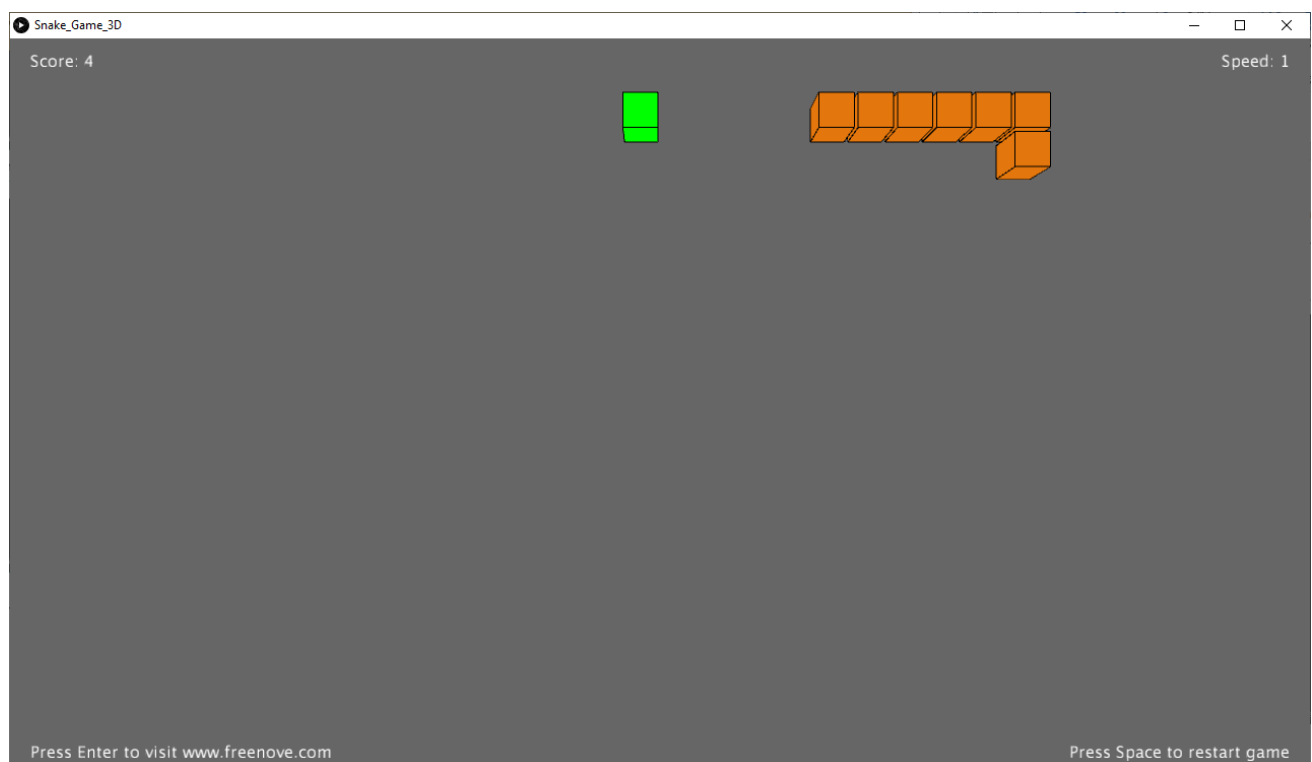 Snake_Game_3D
Score: 4
Speed: 1
Press Enter to visit www.freenove.com
Press Space to restart game